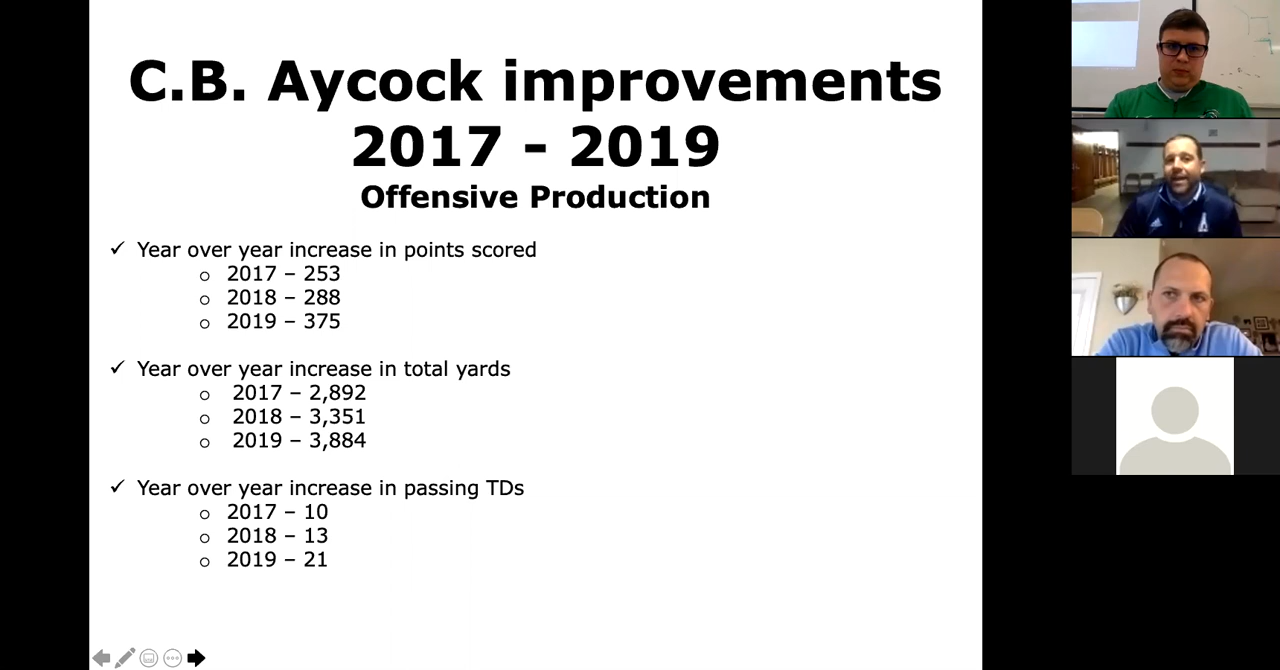 C.B. Aycock improvements
2017 - 2019
Offensive Production
✓ Year over year increase in points scored
o 2017 – 253
o 2018 – 288
o 2019 – 375
✓ Year over year increase in total yards
o 2017 – 2,892
o 2018 – 3,351
o 2019 – 3,884
✓ Year over year increase in passing TDs
o 2017 – 10
o 2018 – 13
o 2019 – 21